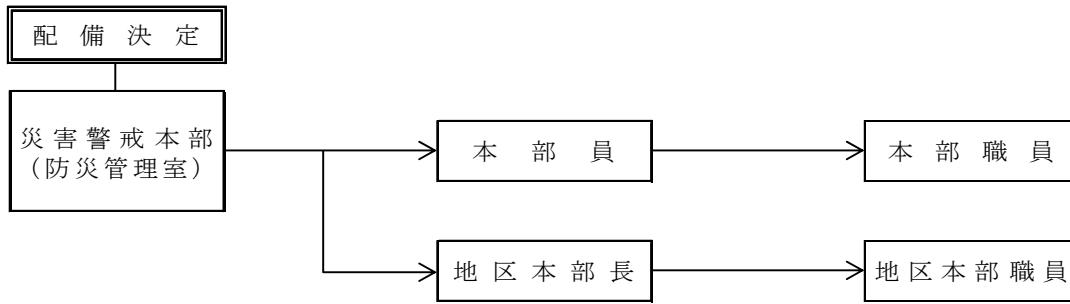 配備決定
災害警戒本部
（防災管理室）
本部員
本部職員
地区本部長
地区本部職員